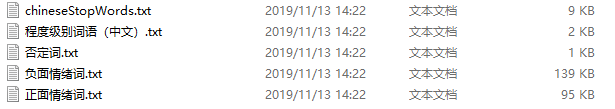 chineseStopWords.txt 2019/11/13 14:22 文本文档 9 KB
程度级别词语（中文）.txt 2019/11/13 14:22 文本文档 2 KB
否定词.txt 2019/11/13 14:22 文本文档 1 KB
负面情绪词.txt 2019/11/13 14:22 文本文档 139 KB
正面情绪词.txt 2019/11/13 14:22 文本文档 95 KB